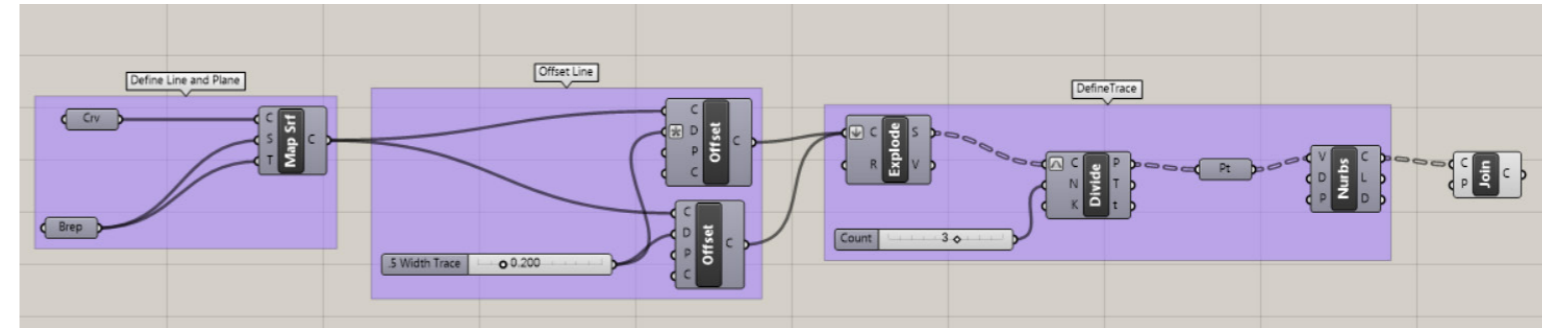 Define Line and Plane
Crv
C
S
T
Map Srf
C
Brep
Offset Line
C
D
P
C
Offset
C
C
D
P
C
Offset
C
.5 Width Trace
0.200
DefineTrace
C
R
Explode
S
V
C
N
K
Divide
P
T
t
Count
3
Pt
V
D
P
Nurbs
C
L
D
C
P
Join
C